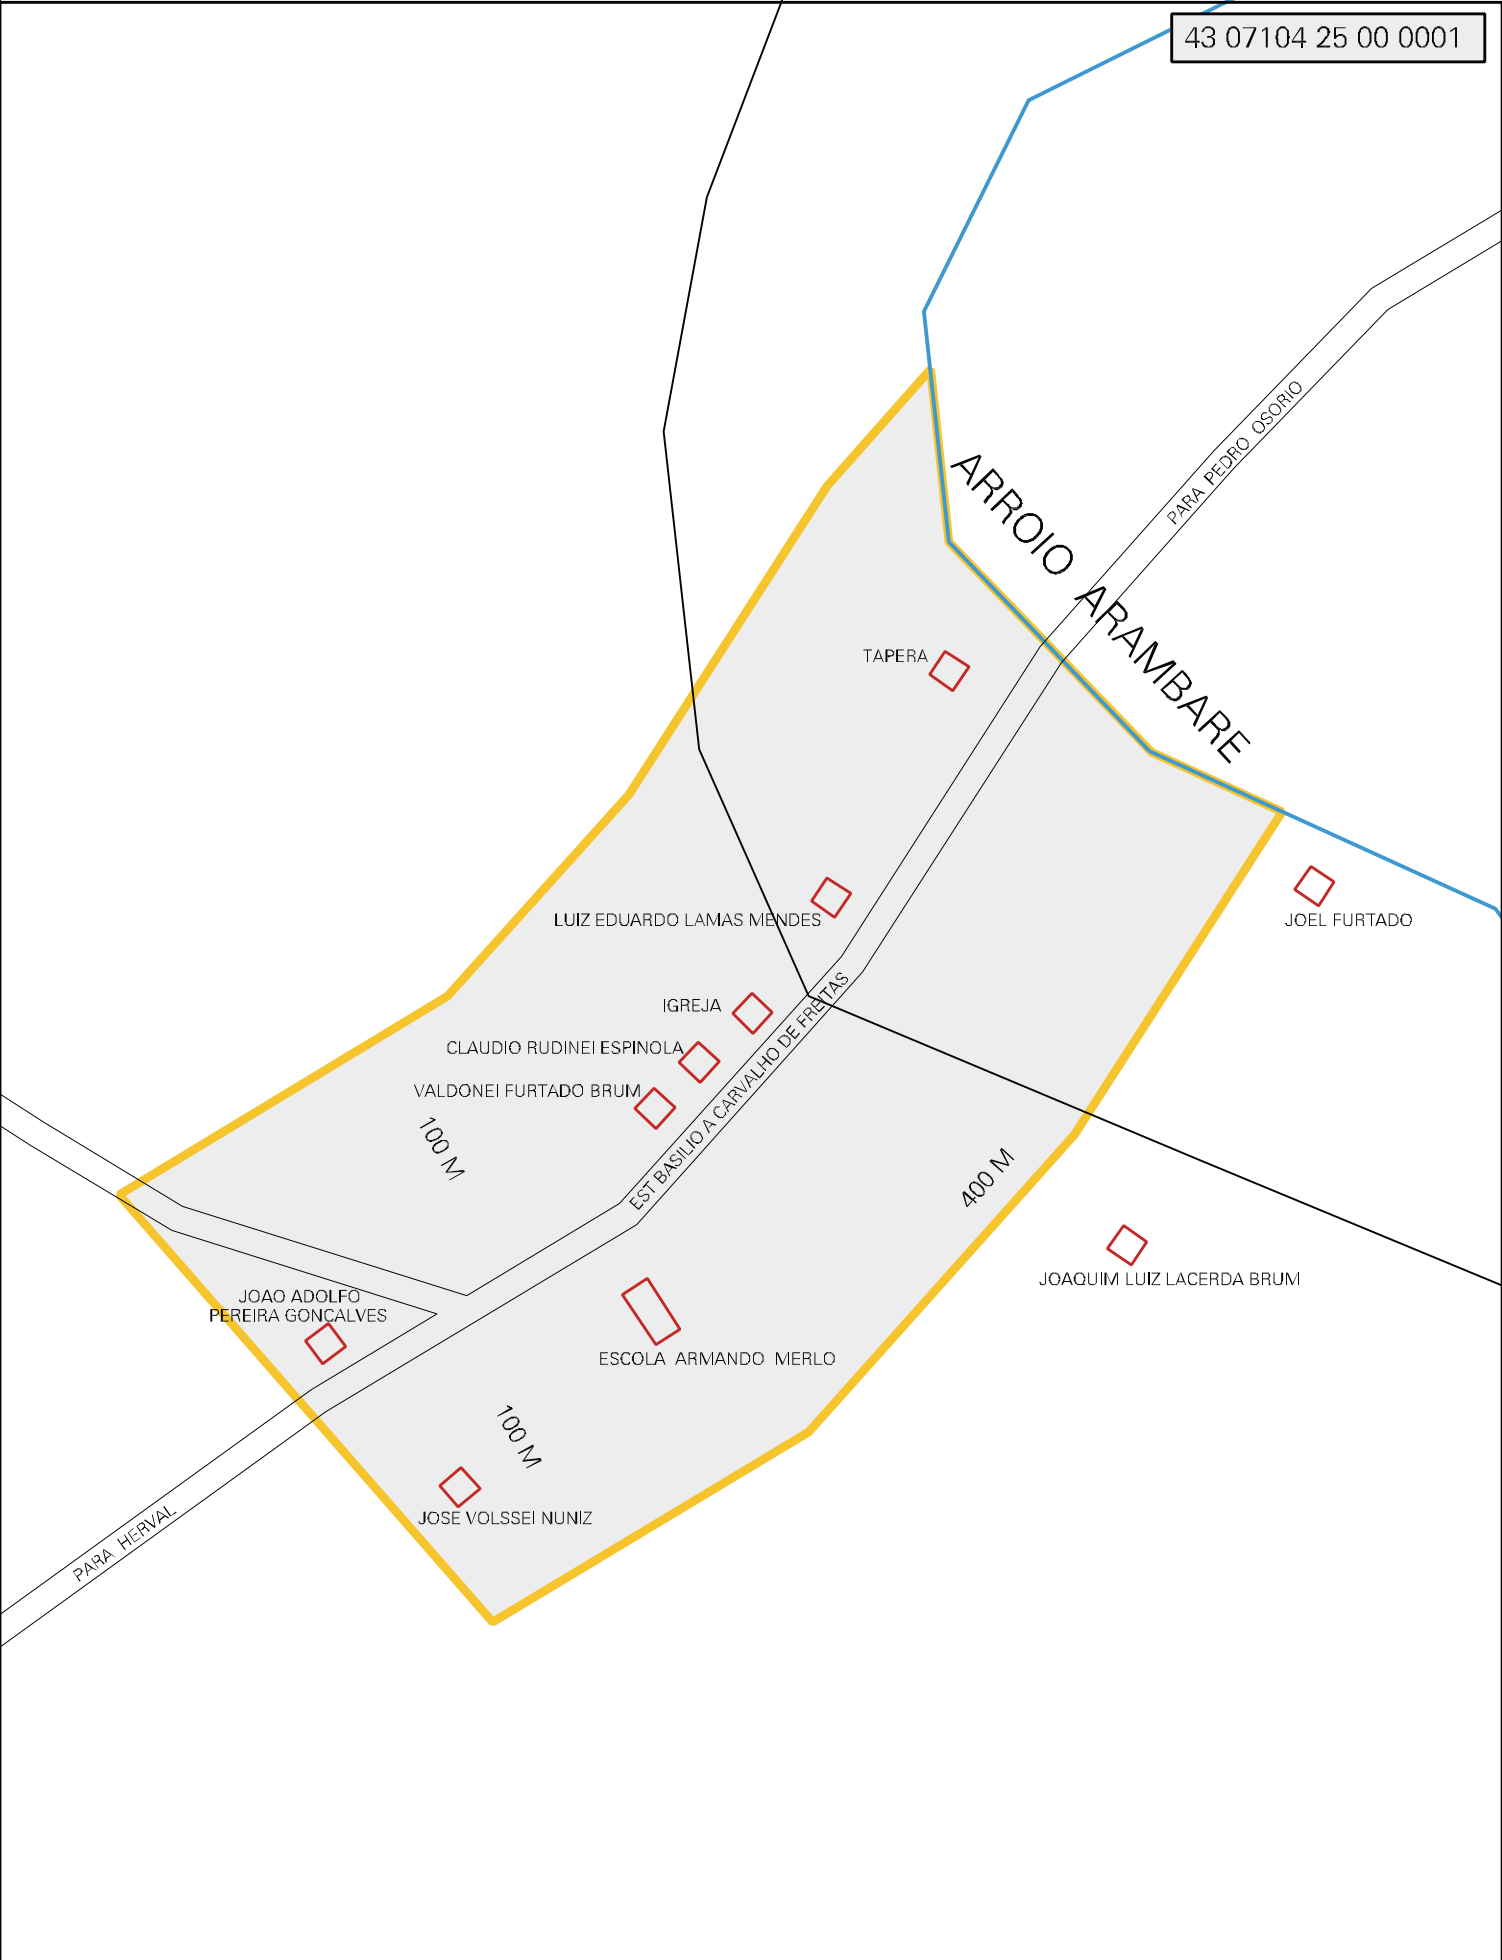 43 07104 25 00 0001
PARA PEDRO OSORIO
ARROIO ARAMBARE
TAPERA
LUIZ EDUARDO LAMAS MENDES
JOEL FURTADO
IGREJA
CLAUDIO RUDINEI ESPINOLA
VALDONEI FURTADO BRUM
EST BASILIO A CARVALHO DE FREITAS
100 M
400 M
JOAQUIM LUIZ LACERDA BRUM
JOAO ADOLFO
PEREIRA GONCALVES
ESCOLA ARMANDO MERLO
100 M
JOSE VOLSSEI NUNIZ
PARA HERVAL